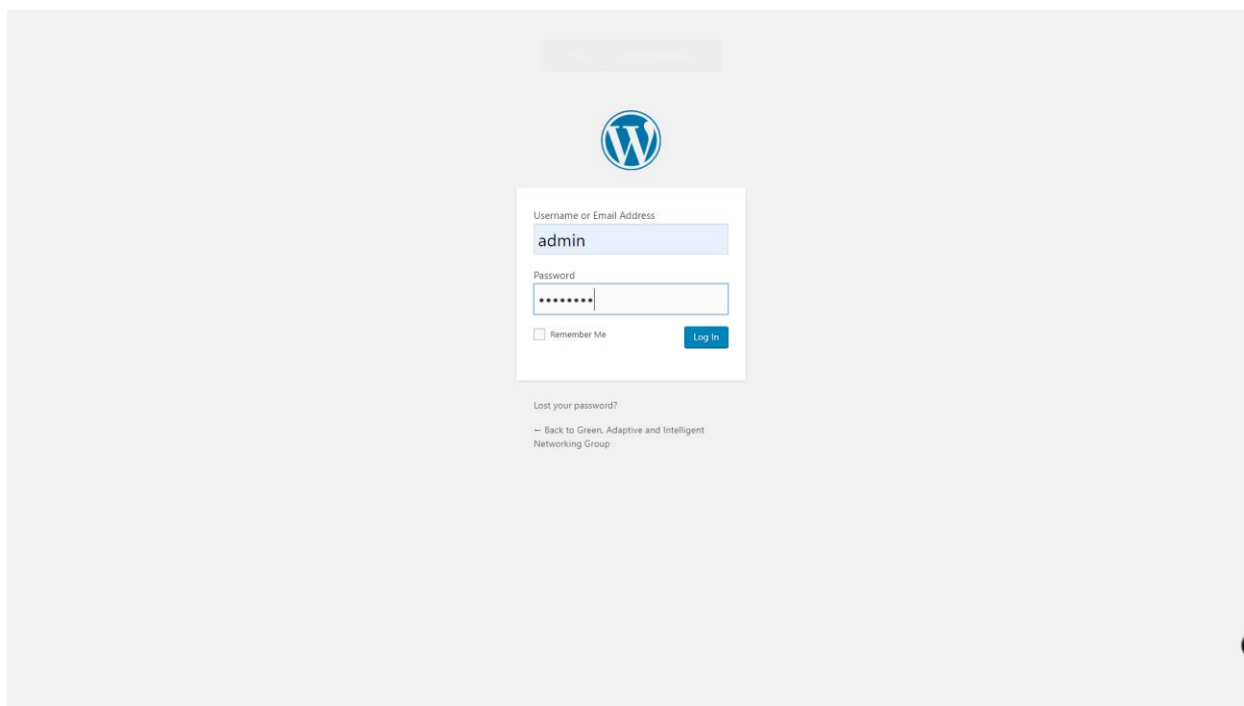 Username or Email Address
admin
Password
••••••••
Remember Me
Log In
Lost your password?
← Back to Green, Adaptive and Intelligent
Networking Group